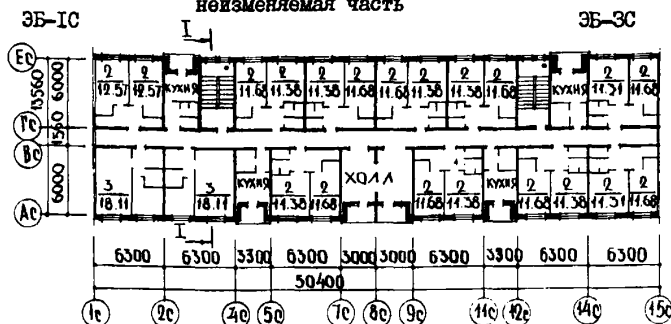 неизменяемая часть
ЭБ-1С I ЭБ-3С
Ес
2 2 2 2 2 2 2 2 2 2 2
12.57 12.57 КУХНЯ 11.38 11.38 11.38 11.68 11.38 11.38 11.68 КУХНЯ 11.31 11.68
13560 6000
Гс
1560
Вс
6000
3 3 КУХНЯ 2 2 ХОЛЛ 2 2 КУХНЯ 2 2 2 2
18.11 18.11 11.38 11.68 11.68 11.38 11.68 11.38 11.31 11.68
Ас
I
6300 6300 3300 6300 3000 3000 6300 3300 6300 6300
50400
1с 2с 4с 5с 7с 8с 9с 11с 12с 14с 15с